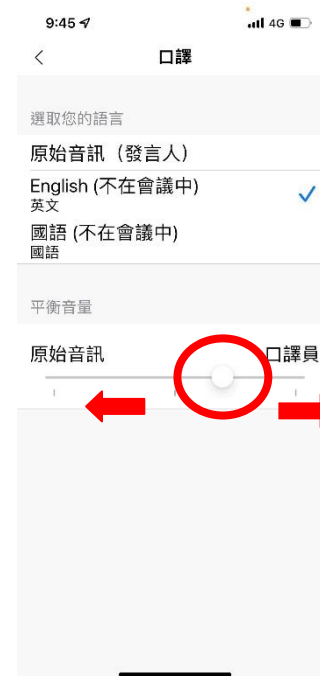 9:45
4G
口譯
選取您的語言
原始音訊（發言人）
English (不在會議中)
英文
國語 (不在會議中)
國語
平衡音量
原始音訊 口譯員